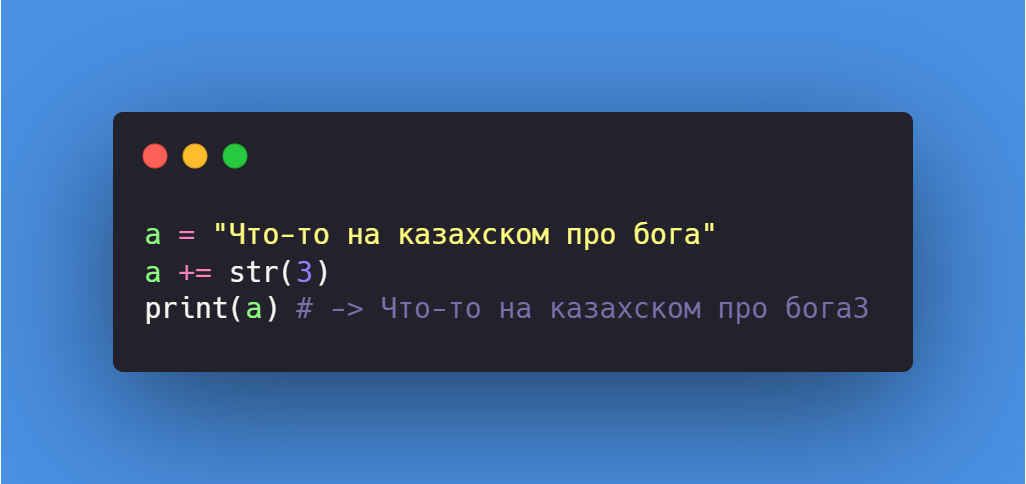 a = "Что-то на казахском про бога"
a += str(3)
print(a) # -> Что-то на казахском про бога3